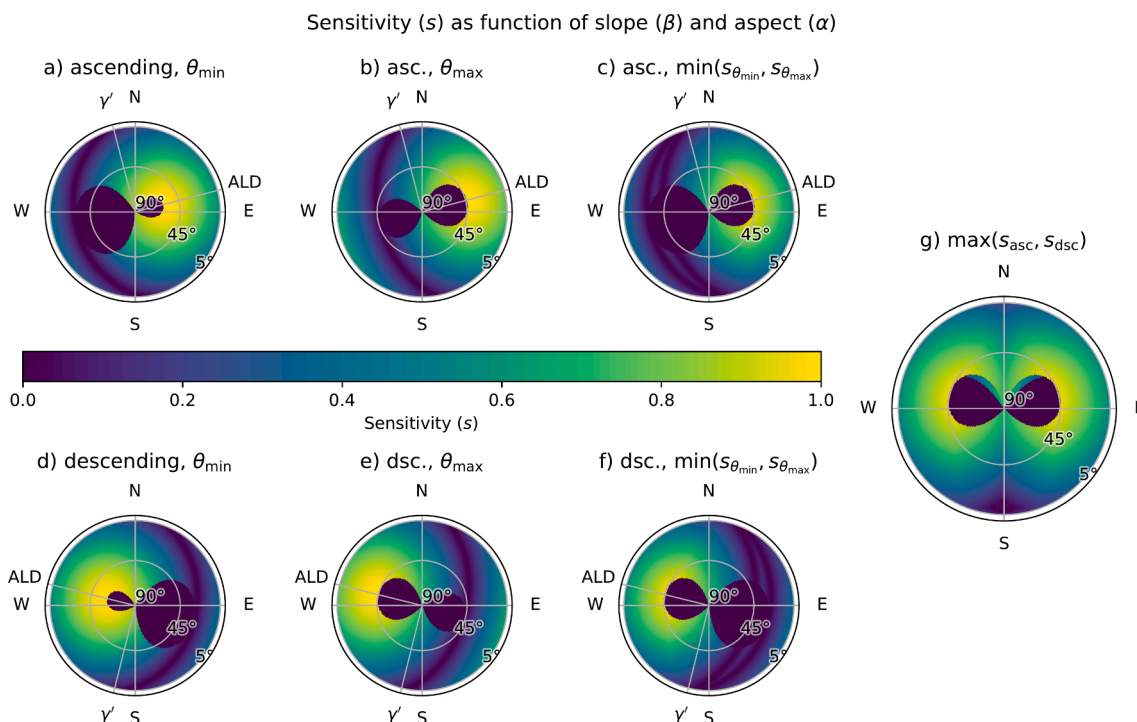 Sensitivity (s) as function of slope (β) and aspect (α)
a) ascending, θmin
b) asc., θmax
c) asc., min(sθmin, sθmax)
γ' N
γ' N
γ' N
ALD
ALD
ALD
W 90° E
W 90° E
W 90° E
45°
45°
45°
5°
5°
5°
S
S
S
g) max(sasc, sdsc)
N
W 90° E
45°
5°
S
0.0 0.2 0.4 0.6 0.8 1.0
Sensitivity (s)
d) descending, θmin
e) dsc., θmax
f) dsc., min(sθmin, sθmax)
N
N
N
ALD
ALD
ALD
W 90° E
W 90° E
W 90° E
45°
45°
45°
5°
5°
5°
γ' S
γ' S
γ' S